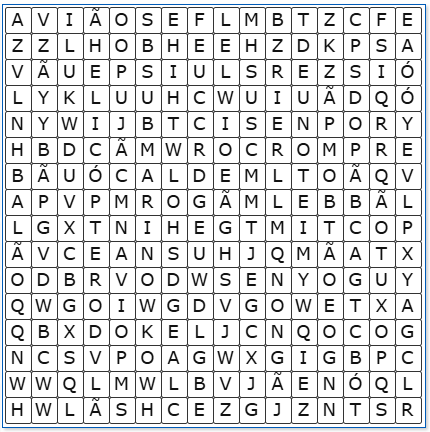 A V I Ã O S E F L M B T Z C F E
Z Z L H O B H E E H Z D K P S A
V Ã U E P S I U L S R E Z S I Ó
L Y K L U U H C W U I U Ã D Q Ó
N Y W I J B T C I S E N P O R Y
H B D C Ã M W R O C R O M P R E
B Ã U Ó C A L D E M L T O Ã Q V
A P V P M R O G Ã M L E B B Ã L
L G X T N I H E G T M I T C O P
Ã V C E A N S U H J Q M Ã A T X
O D B R V O D W S E N Y O G U Y
Q W G O I W G D V G O W E T X A
Q B X D O K E L J C N Q O C O G
N C S V P O A G W X G I G B P C
W W Q L M W L B V J Ã E N Ó Q L
H W L Ã S H C E Z G J Z N T S R